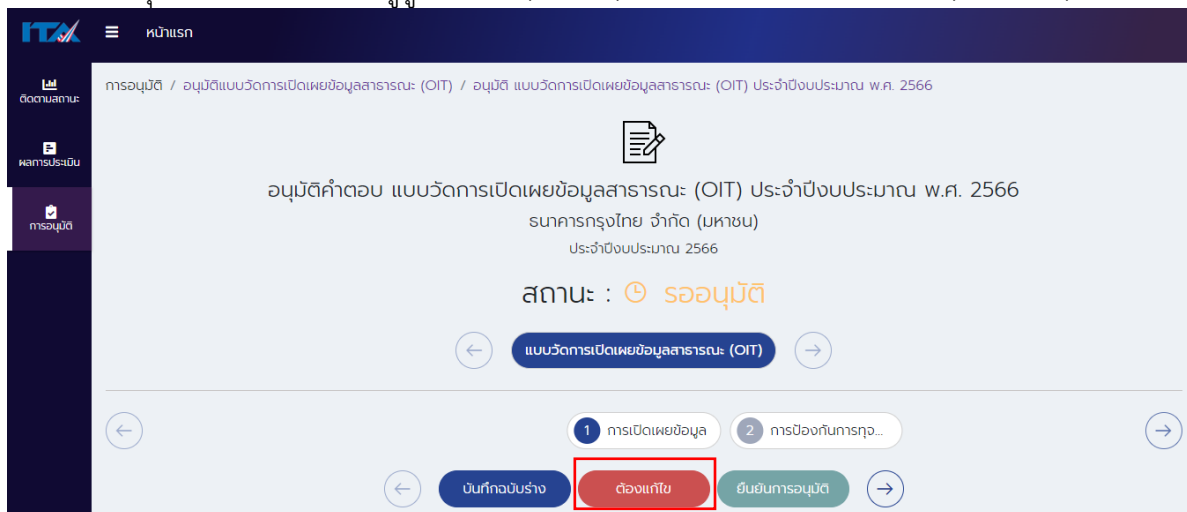 ITA
หน้าแรก
ติดตามสถานะ
ผลการประเมิน
การอนุมัติ
การอนุมัติ / อนุมัติแบบวัดการเปิดเผยข้อมูลสาธารณะ (OIT) / อนุมัติ แบบวัดการเปิดเผยข้อมูลสาธารณะ (OIT) ประจำปีงบประมาณ พ.ศ. 2566
อนุมัติคำตอบ แบบวัดการเปิดเผยข้อมูลสาธารณะ (OIT) ประจำปีงบประมาณ พ.ศ. 2566
ธนาคารกรุงไทย จำกัด (มหาชน)
ประจำปีงบประมาณ 2566
สถานะ : รออนุมัติ
แบบวัดการเปิดเผยข้อมูลสาธารณะ (OIT)
1 การเปิดเผยข้อมูล 2 การป้องกันการทุจ...
บันทึกฉบับร่าง ต้องแก้ไข ยืนยันการอนุมัติ